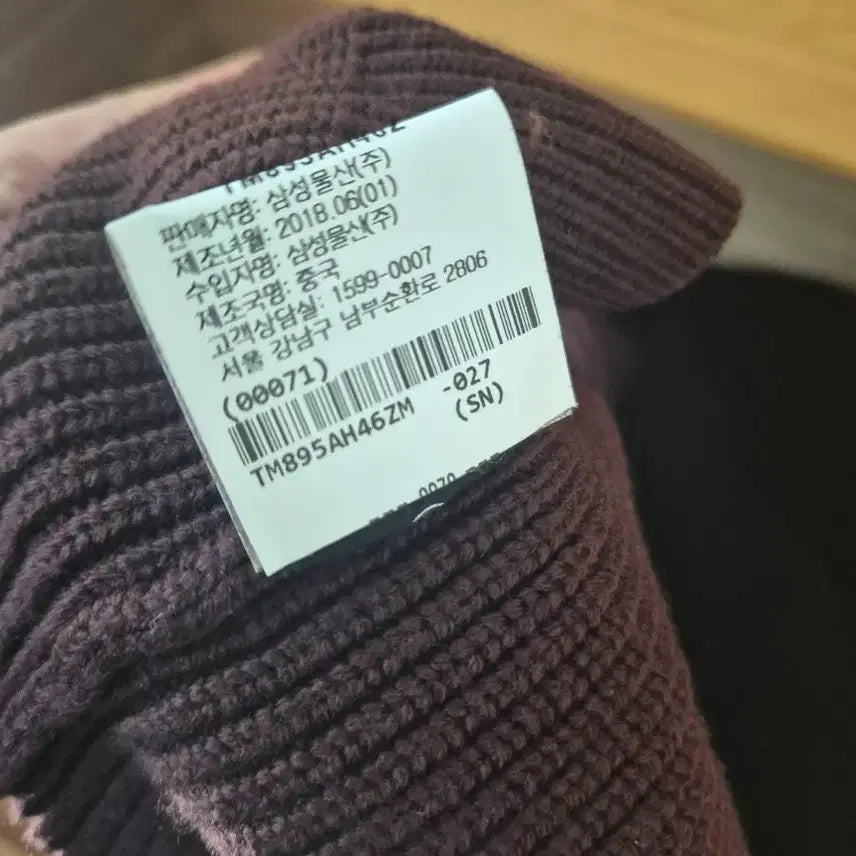 판매자명: 삼성물산(주)
제조년월: 2018.06(01)
수입자명: 삼성물산(주)
제조국명: 중국
고객상담실: 1599-0007
서울 강남구 남부순환로 2806
(00071)
TM895AH46ZM -027
(SN)